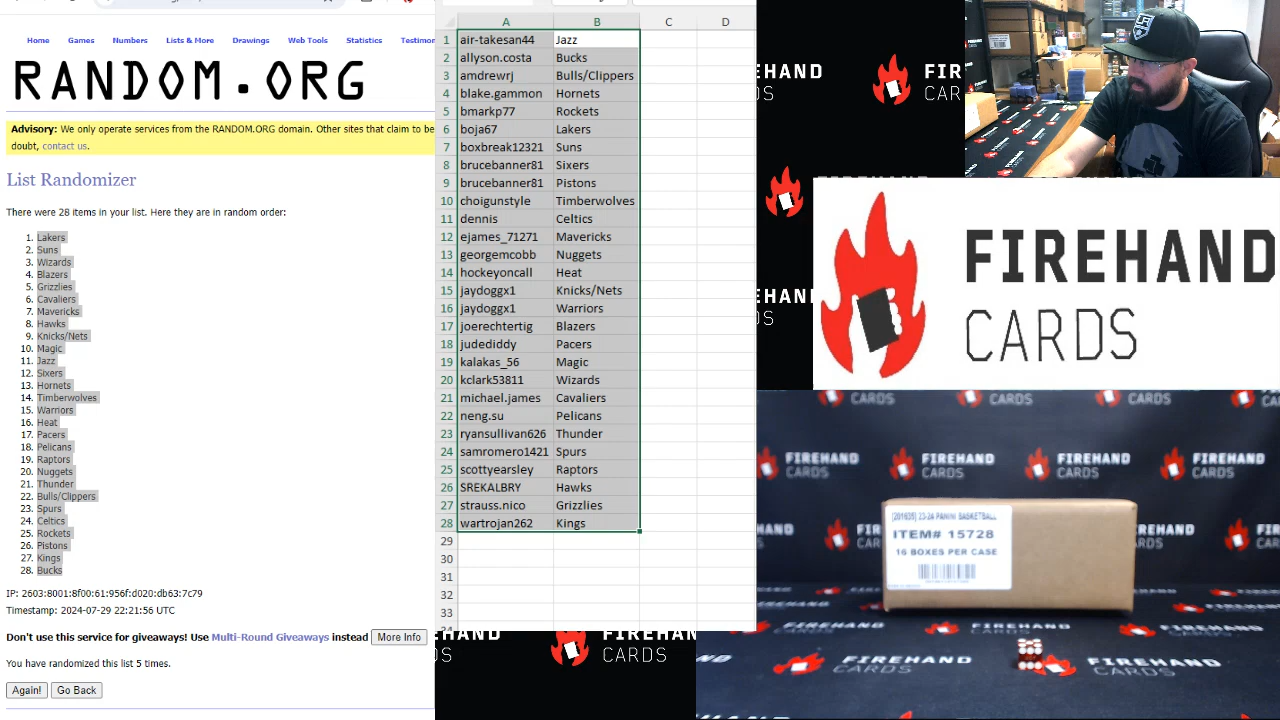 Home Games Numbers Lists & More Drawings Web Tools Statistics Testimor
RANDOM.ORG
Advisory: We only operate services from the RANDOM.ORG domain. Other sites that claim to be
doubt, contact us.
List Randomizer
There were 28 items in your list. Here they are in random order:
1. Lakers
2. Suns
3. Wizards
4. Blazers
5. Grizzlies
6. Cavaliers
7. Mavericks
8. Hawks
9. Knicks/Nets
10. Magic
11. Jazz
12. Sixers
13. Hornets
14. Timberwolves
15. Warriors
16. Heat
17. Pacers
18. Pelicans
19. Raptors
20. Nuggets
21. Thunder
22. Bulls/Clippers
23. Spurs
24. Celtics
25. Rockets
26. Pistons
27. Kings
28. Bucks
Timestamp: 2024-07-29 22:21:56 UTC
Don't use this service for giveaways! Use Multi-Round Giveaways instead More Info
You have randomized this list 5 times.
Again! Go Back
A B C D
1 air-takesan44 Jazz
2 allyson.costa Bucks
3 amdrewrj Bulls/Clippers
4 blake.gammon Hornets
5 bmarkp77 Rockets
6 boja67 Lakers
7 boxbreak12321 Suns
8 brucebanner81 Sixers
9 brucebanner81 Pistons
10 choigunstyle Timberwolves
11 dennis Celtics
12 ejames_71271 Mavericks
13 georgemcobb Nuggets
14 hockeyoncall Heat
15 jaydoggx1 Knicks/Nets
16 jaydoggx1 Warriors
17 joerechtertig Blazers
18 judediddy Pacers
19 kalakas_56 Magic
20 kclark53811 Wizards
21 michael.james Cavaliers
22 neng.su Pelicans
23 ryansullivan626 Thunder
24 samromero1421 Spurs
25 scottyearsley Raptors
26 SREKALBRY Hawks
27 strauss.nico Grizzlies
28 wartrojan262 Kings
29
30
31
32
33
FIREHAND
CARDS
[201635] 23-24 PANINI BASKETBALL
ITEM# 15728
16 BOXES PER CASE
FIREHAND
CARDS
FIREHAND
CARDS
FIREHAND
CARDS